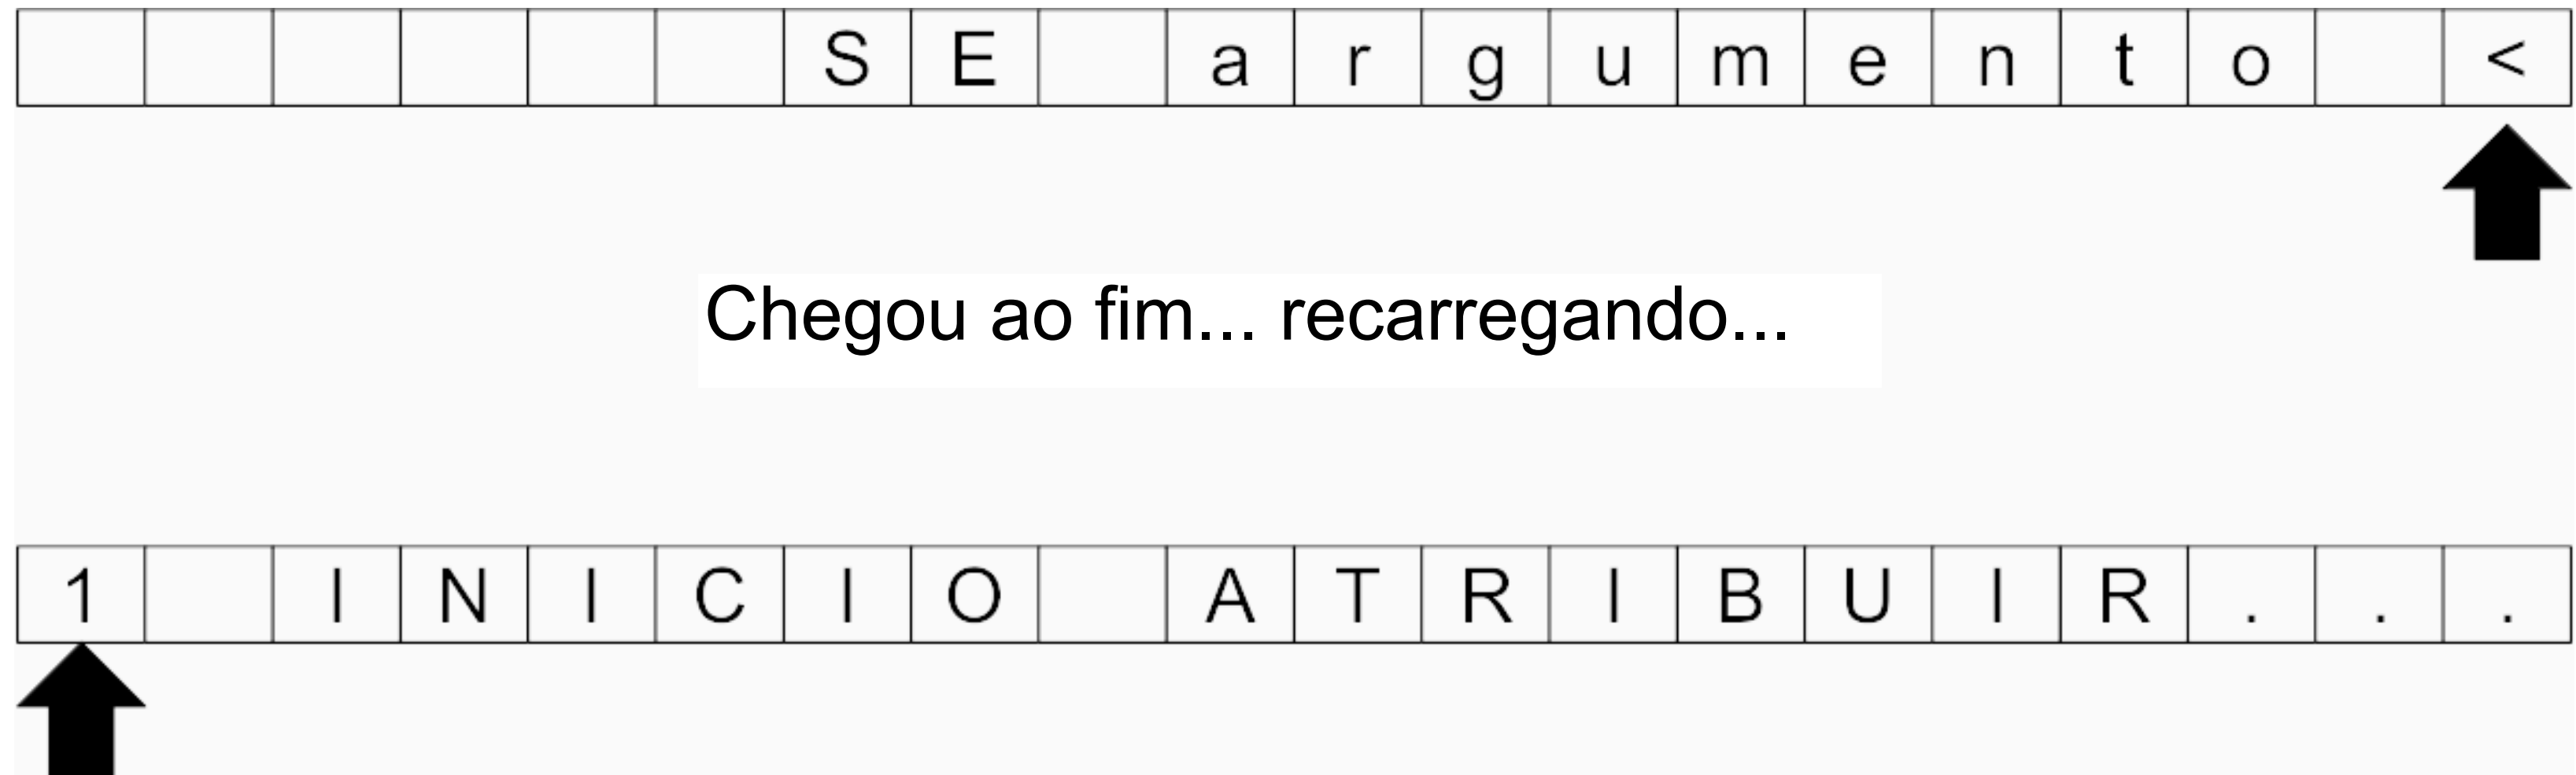 SE argumento <
Chegou ao fim... recarregando...
1 INICIO ATRIBUIR...